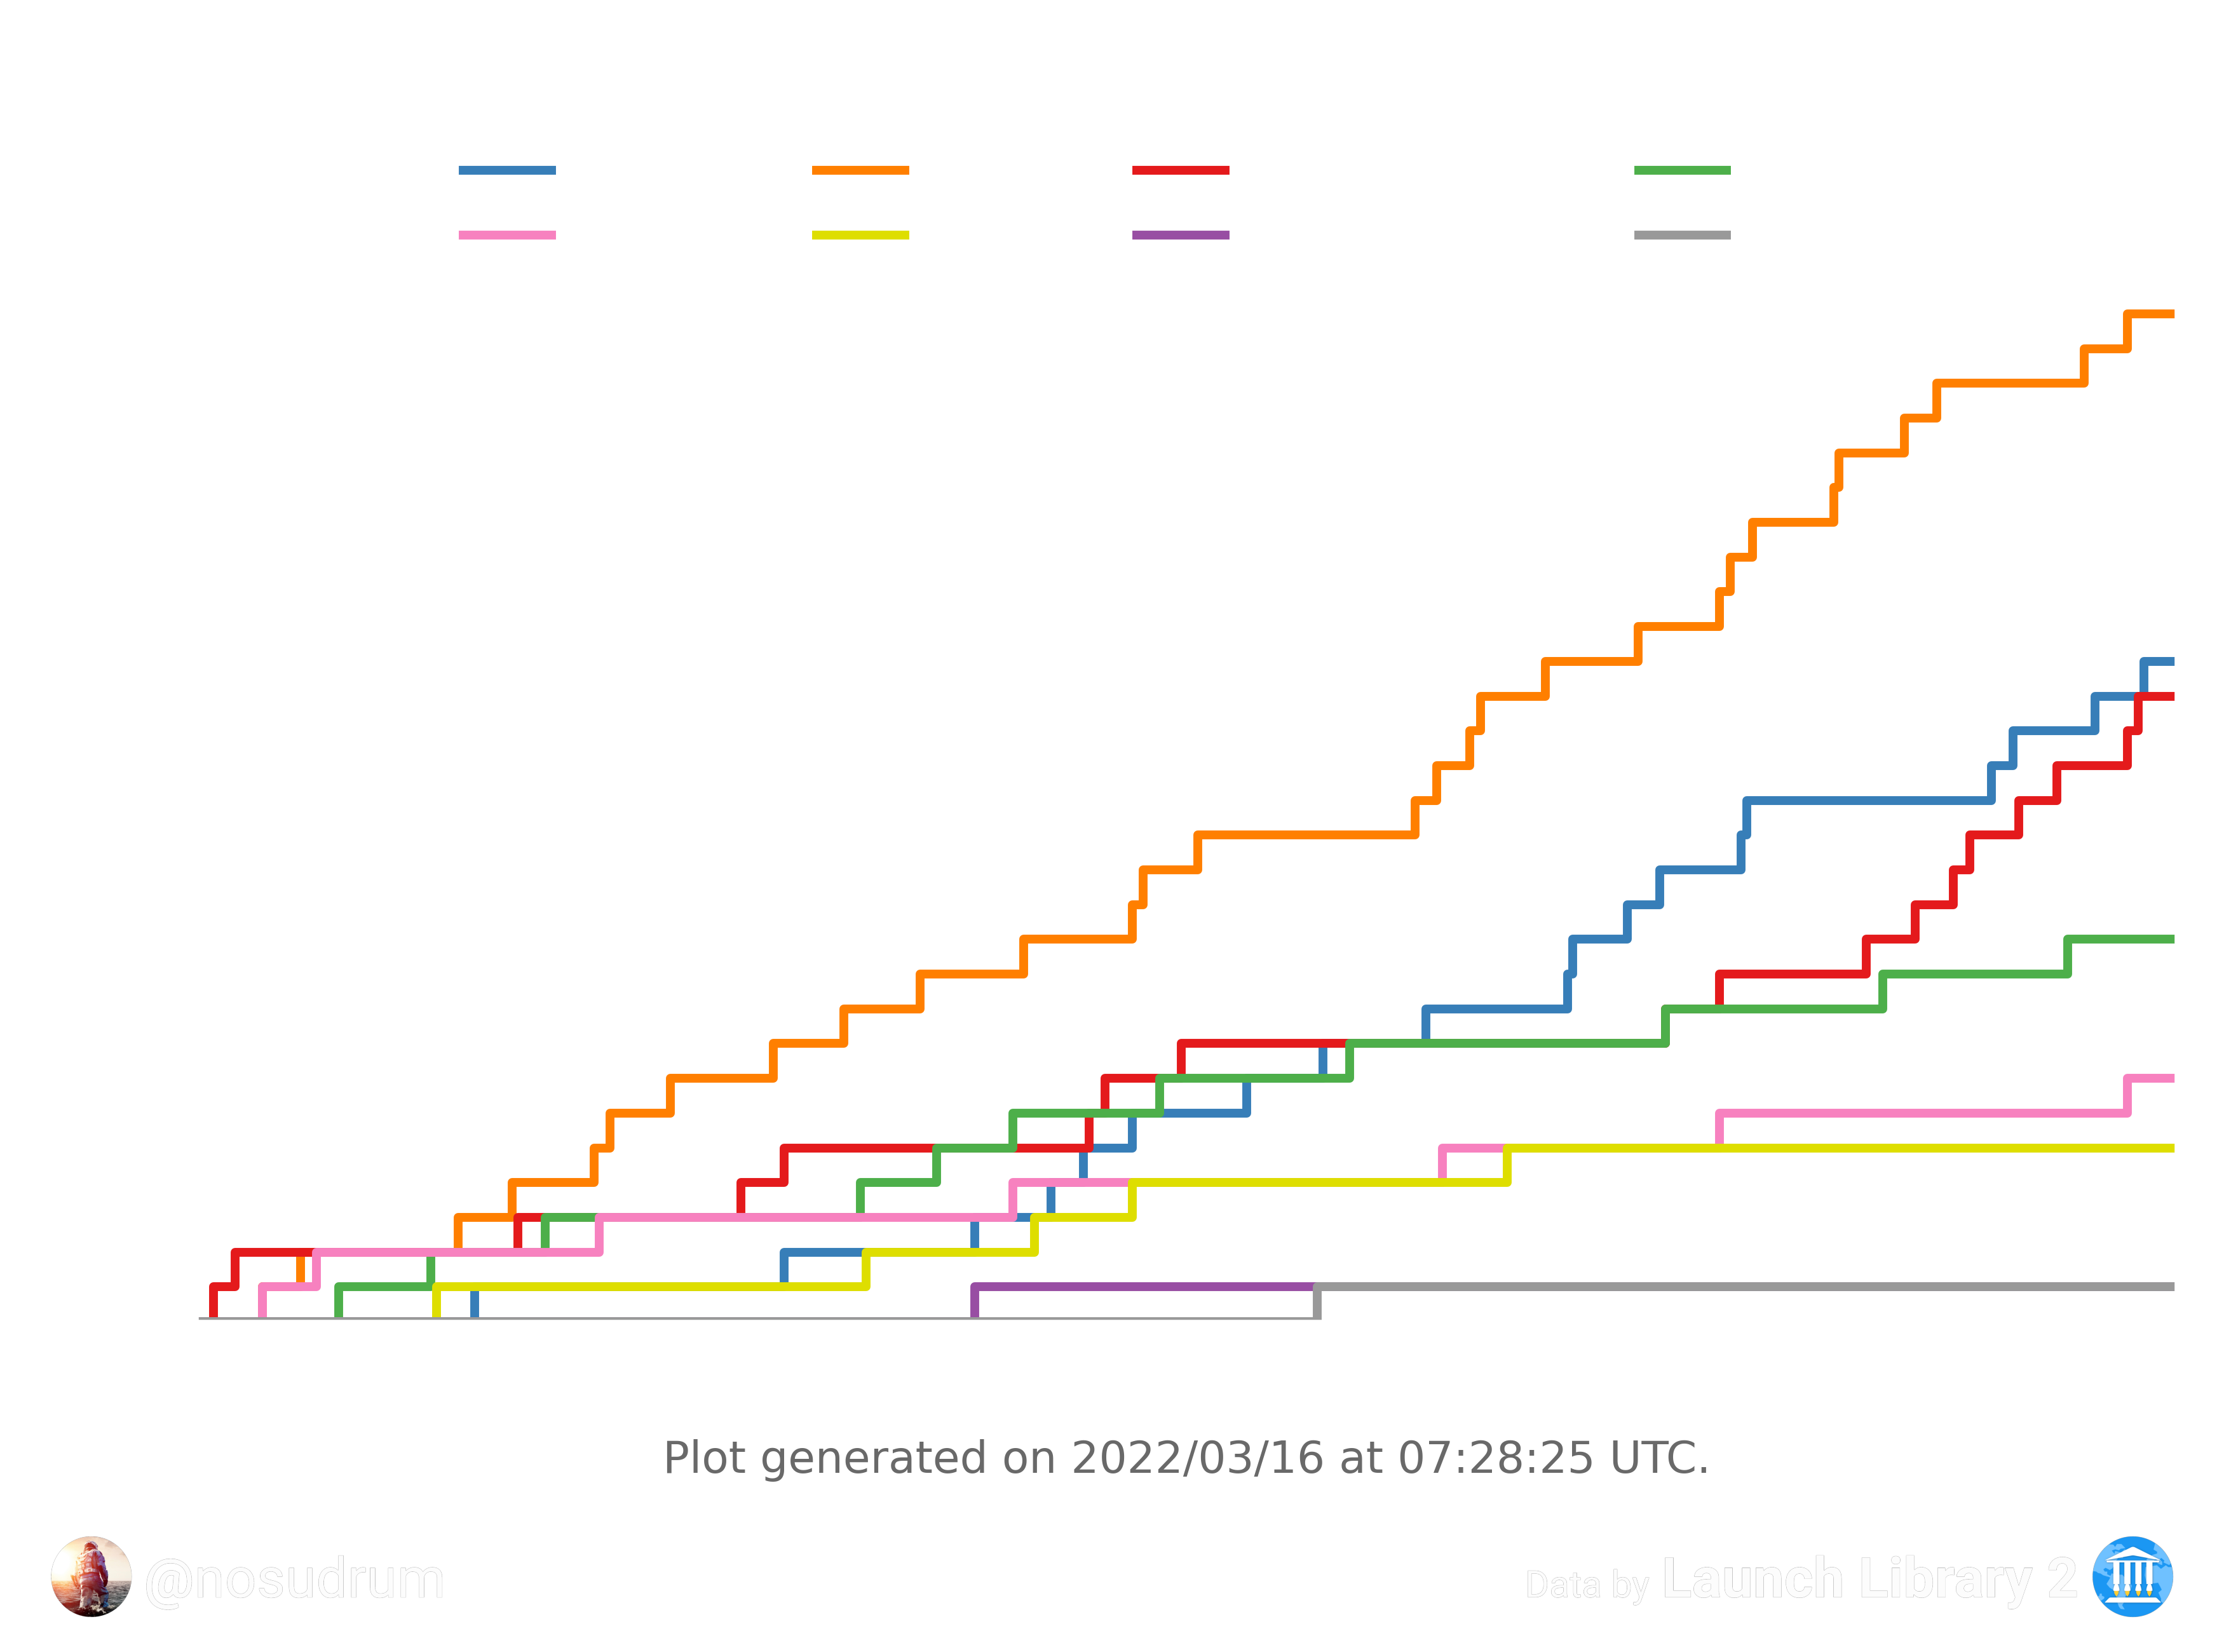 Plot generated on 2022/03/16 at 07:28:25 UTC.
@nosudrum
Data by Launch Library 2